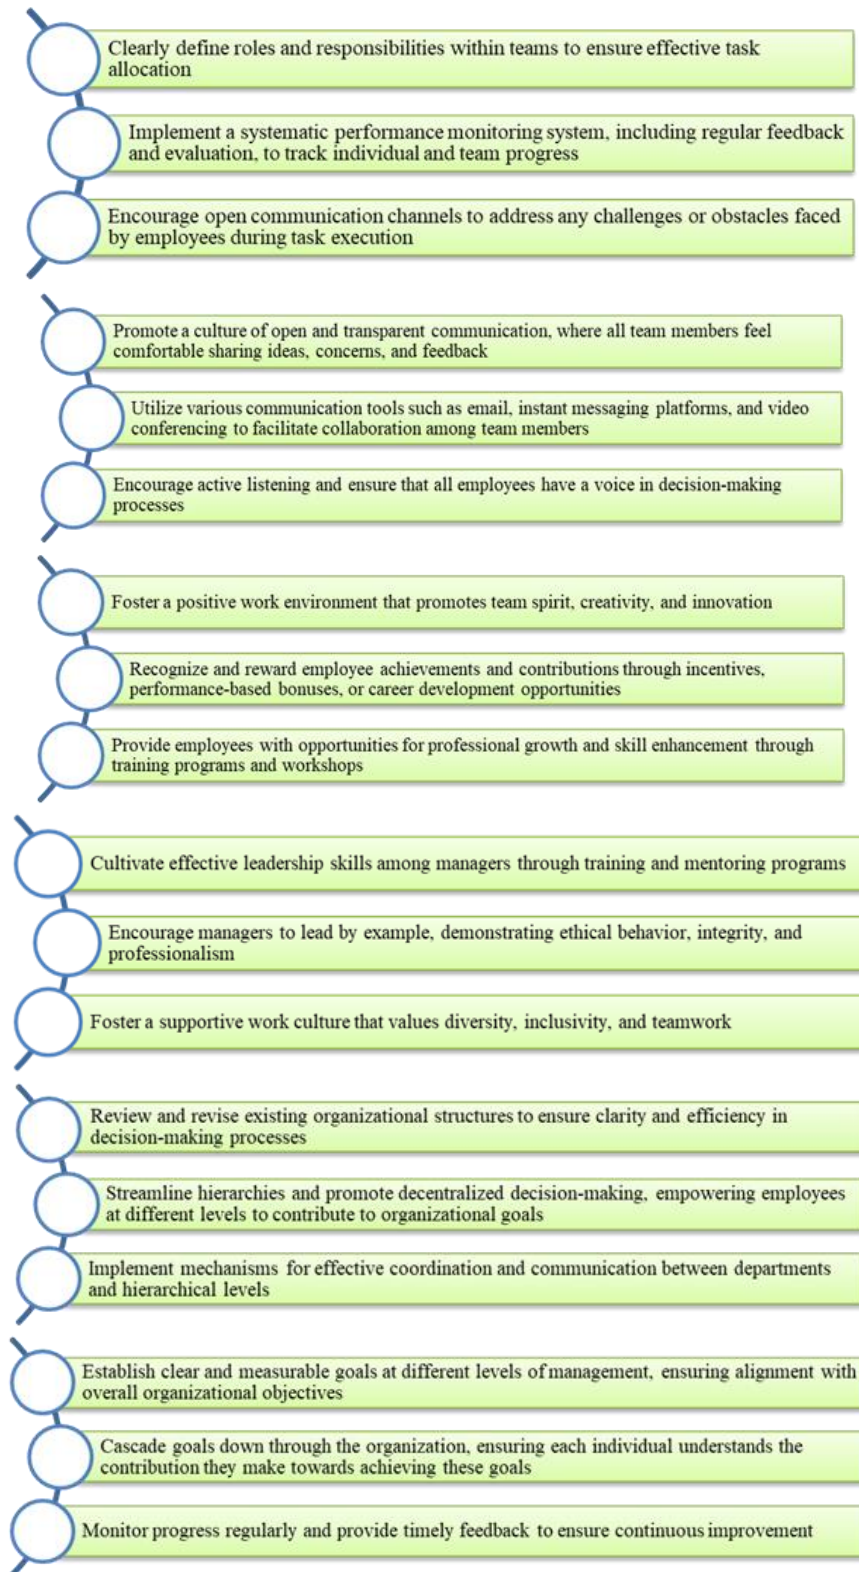 Clearly define roles and responsibilities within teams to ensure effective task
allocation
Implement a systematic performance monitoring system, including regular feedback
and evaluation, to track individual and team progress
Encourage open communication channels to address any challenges or obstacles faced
by employees during task execution
Promote a culture of open and transparent communication, where all team members feel
comfortable sharing ideas, concerns, and feedback
Utilize various communication tools such as email, instant messaging platforms, and video
conferencing to facilitate collaboration among team members
Encourage active listening and ensure that all employees have a voice in decision-making
processes
Foster a positive work environment that promotes team spirit, creativity, and innovation
Recognize and reward employee achievements and contributions through incentives,
performance-based bonuses, or career development opportunities
Provide employees with opportunities for professional growth and skill enhancement through
training programs and workshops
Cultivate effective leadership skills among managers through training and mentoring programs
Encourage managers to lead by example, demonstrating ethical behavior, integrity, and
professionalism
Foster a supportive work culture that values diversity, inclusivity, and teamwork
Review and revise existing organizational structures to ensure clarity and efficiency in
decision-making processes
Streamline hierarchies and promote decentralized decision-making, empowering employees
at different levels to contribute to organizational goals
Implement mechanisms for effective coordination and communication between departments
and hierarchical levels
Establish clear and measurable goals at different levels of management, ensuring alignment with
overall organizational objectives
Cascade goals down through the organization, ensuring each individual understands the
contribution they make towards achieving these goals
Monitor progress regularly and provide timely feedback to ensure continuous improvement